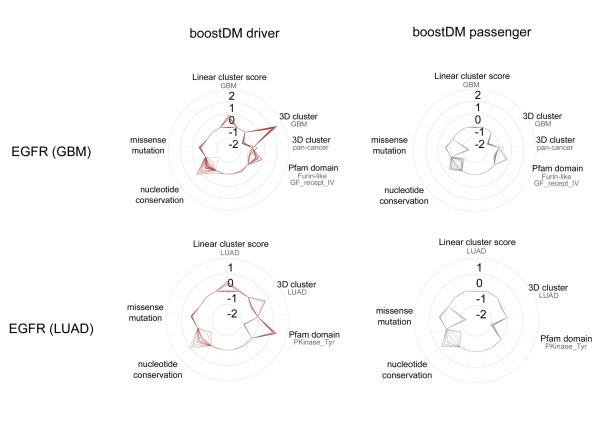 boostDM driver
boostDM passenger
EGFR (GBM)
Linear cluster score
GBM
2
1
0
-1
-2
3D cluster
GBM
3D cluster
pan-cancer
Pfam domain
Furin-like
GF_recept_IV
nucleotide
conservation
missense
mutation
Linear cluster score
GBM
2
1
0
-1
-2
3D cluster
GBM
3D cluster
pan-cancer
Pfam domain
Furin-like
GF_recept_IV
nucleotide
conservation
missense
mutation
EGFR (LUAD)
Linear cluster score
LUAD
1
0
-1
-2
3D cluster
LUAD
Pfam domain
PKinase_Tyr
nucleotide
conservation
missense
mutation
Linear cluster score
LUAD
1
0
-1
-2
3D cluster
LUAD
Pfam domain
PKinase_Tyr
nucleotide
conservation
missense
mutation